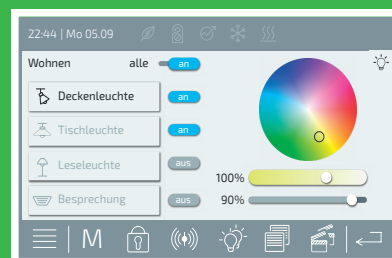 22:44 | Mo 05.09
Wohnen alle an
Deckenleuchte an
Tischleuchte an
Leseleuchte aus
100%
Besprechung aus
90%
M